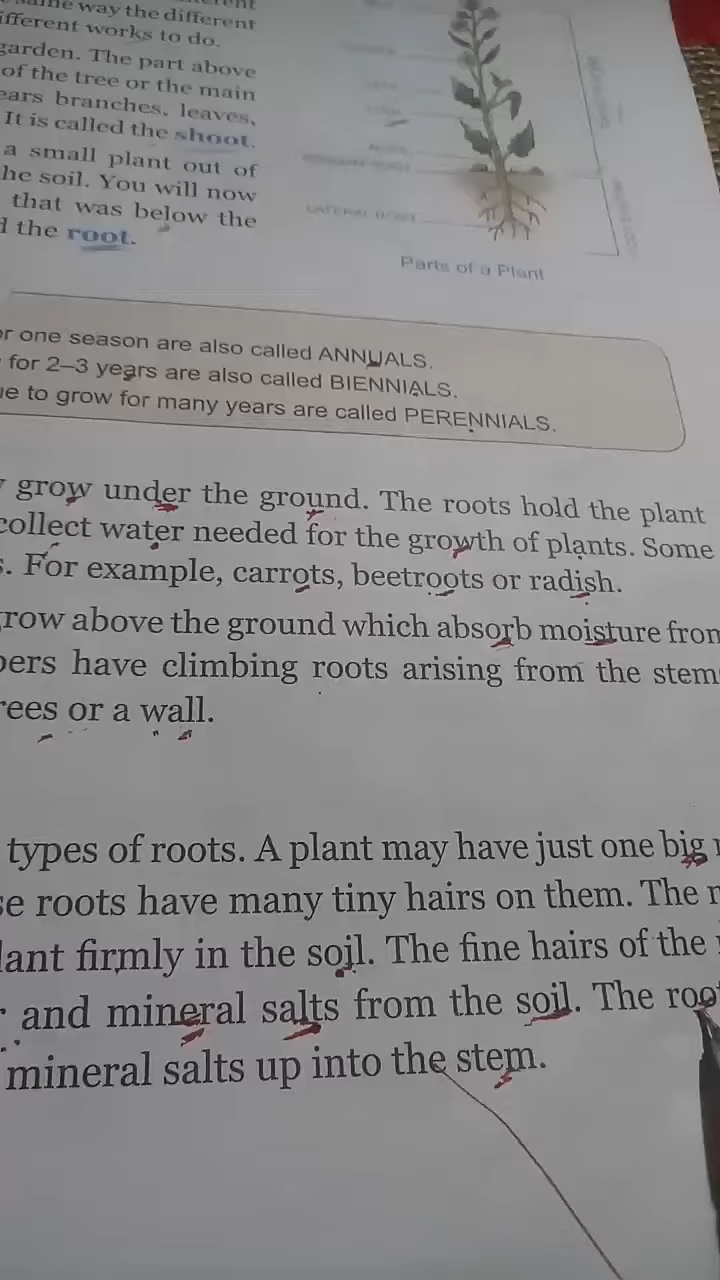 same way the different
ifferent works to do.
garden. The part above
of the tree or the main
ears branches, leaves,
It is called the shoot.
a small plant out of
he soil. You will now
that was below the
d the root.
LATERAL ROOT
Parts of a Plant
or one season are also called ANNUALS.
for 2–3 years are also called BIENNIALS.
ue to grow for many years are called PERENNIALS.
y grow under the ground. The roots hold the plant
collect water needed for the growth of plants. Some
s. For example, carrots, beetroots or radish.
row above the ground which absorb moisture from
pers have climbing roots arising from the stem
rees or a wall.
types of roots. A plant may have just one big r
se roots have many tiny hairs on them. The r
lant firmly in the soil. The fine hairs of the r
r and mineral salts from the soil. The root
mineral salts up into the stem.